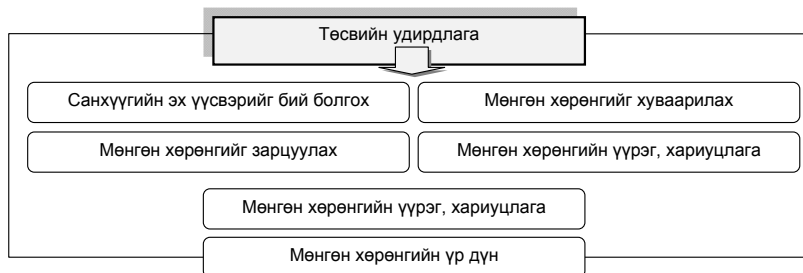 Төсвийн удирдлага
Санхүүгийн эх үүсвэрийг бий болгох
Мөнгөн хөрөнгийг хуваарилах
Мөнгөн хөрөнгийг зарцуулах
Мөнгөн хөрөнгийн үүрэг, хариуцлага
Мөнгөн хөрөнгийн үүрэг, хариуцлага
Мөнгөн хөрөнгийн үр дүн